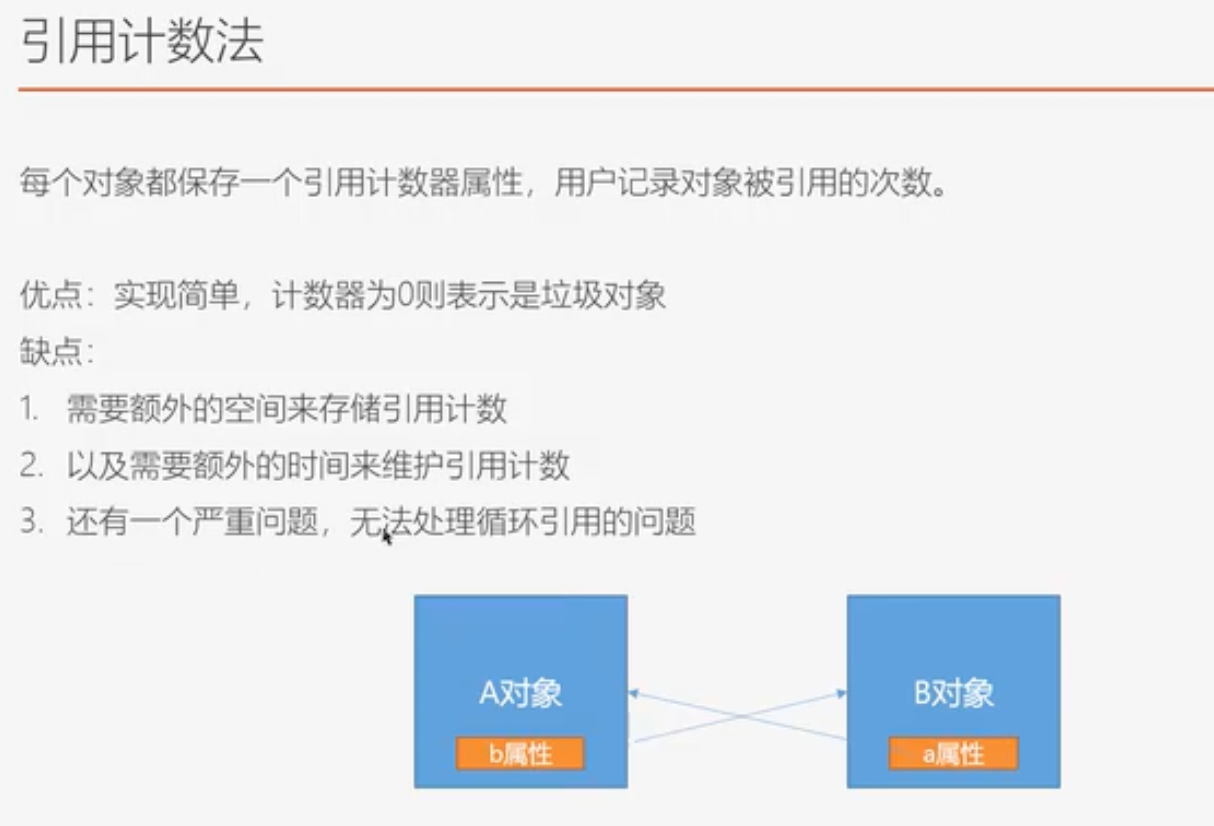 引用计数法
每个对象都保存一个引用计数器属性，用户记录对象被引用的次数。
优点：实现简单，计数器为0则表示是垃圾对象
缺点：
1. 需要额外的空间来存储引用计数
2. 以及需要额外的时间来维护引用计数
3. 还有一个严重问题，无法处理循环引用的问题
A对象
B对象
b属性
a属性